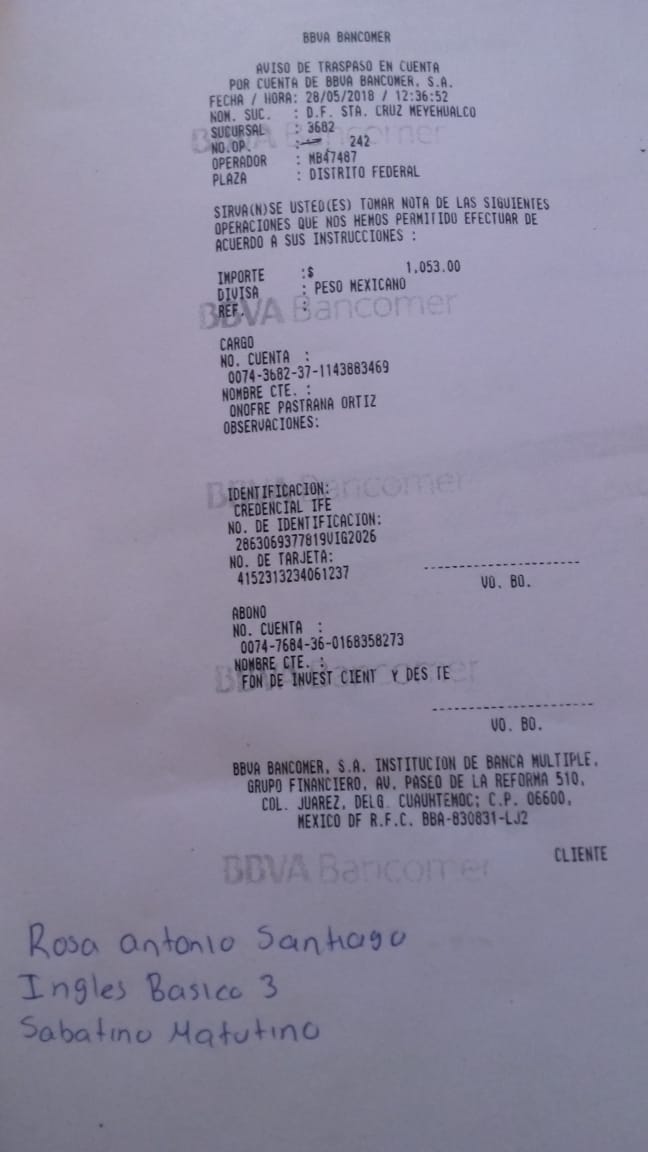 BBVA BANCOMER
AVISO DE TRASPASO EN CUENTA
POR CUENTA DE BBVA BANCOMER, S.A.
FECHA / HORA: 28/05/2018 / 12:36:52
NOM. SUC. : D.F. STA. CRUZ MEYEHUALCO
SUCURSAL : 3682
NO.OP. : 242
OPERADOR : MB47487
PLAZA : DISTRITO FEDERAL
SIRVA(N)SE USTED(ES) TOMAR NOTA DE LAS SIGUIENTES
OPERACIONES QUE NOS HEMOS PERMITIDO EFECTUAR DE
ACUERDO A SUS INSTRUCCIONES :
IMPORTE :$ 1,053.00
DIVISA : PESO MEXICANO
REF. :
BBVA Bancomer
CARGO
NO. CUENTA :
0074-3682-37-1143883469
NOMBRE CTE. :
ONOFRE PASTRANA ORTIZ
OBSERVACIONES:
BBVA Bancomer
IDENTIFICACION:
CREDENCIAL IFE
NO. DE IDENTIFICACION:
2863069377819VIG2026
NO. DE TARJETA:
4152313234061237
VO. BO.
ABONO
NO. CUENTA :
0074-7684-36-0168358273
NOMBRE CTE. :
BBVA Bancomer
FON DE INVEST CIENT Y DES TE
VO. BO.
BBVA BANCOMER, S.A. INSTITUCION DE BANCA MULTIPLE,
GRUPO FINANCIERO, AV. PASEO DE LA REFORMA 510,
COL. JUAREZ, DELG. CUAUHTEMOC; C.P. 06600,
MEXICO DF R.F.C. BBA-830831-LJ2
CLIENTE
BBVA Bancomer
Rosa Antonio Santiago
Ingles Basico 3
Sabatino Matutino